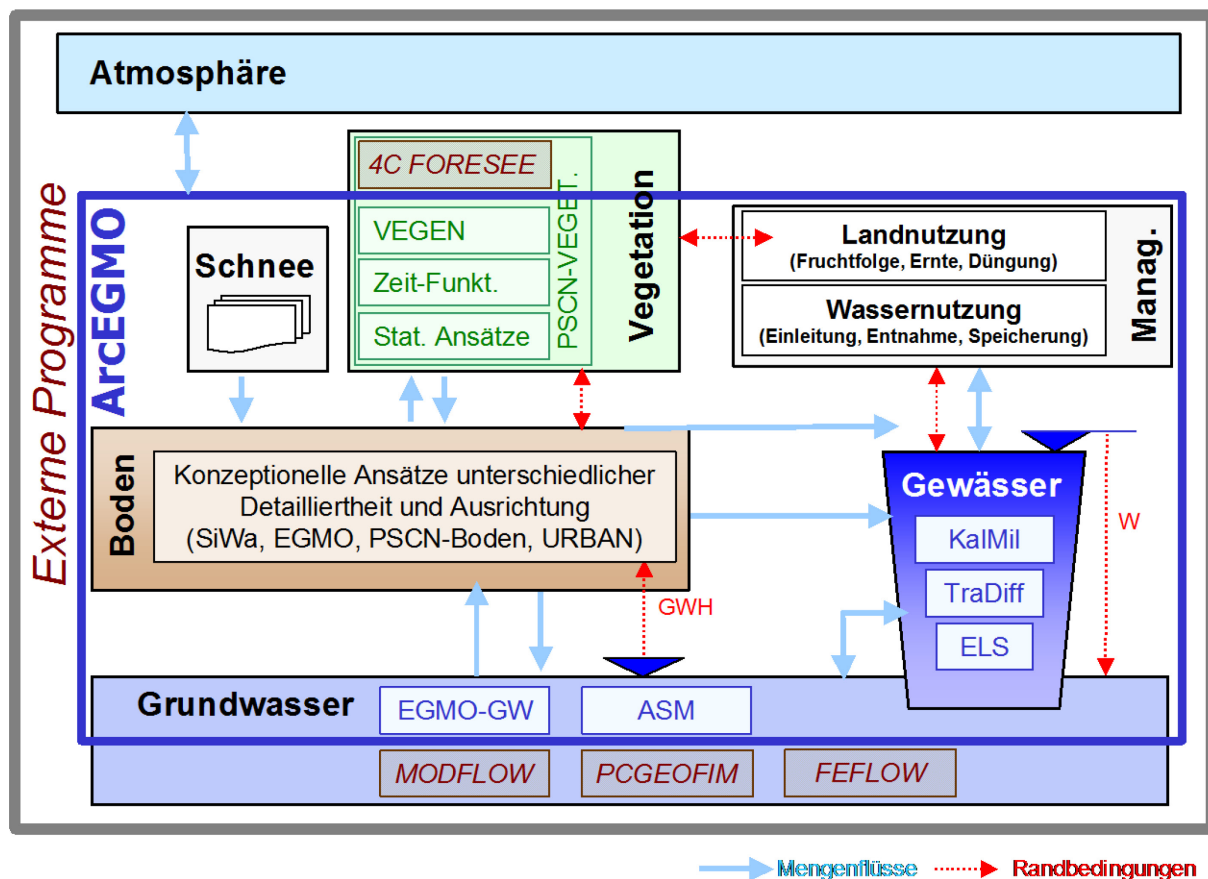 Atmosphäre
Externe Programme
ArcEGMO
Schnee
4C FORESEE
VEGEN
Zeit-Funkt.
Stat. Ansätze
PSCN-VEGET.
Vegetation
Landnutzung
(Fruchtfolge, Ernte, Düngung)
Wassernutzung
(Einleitung, Entnahme, Speicherung)
Manag.
Boden
Konzeptionelle Ansätze unterschiedlicher
Detailliertheit und Ausrichtung
(SiWa, EGMO, PSCN-Boden, URBAN)
Gewässer
KalMil
TraDiff
ELS
W
GWH
Grundwasser
EGMO-GW
ASM
MODFLOW
PCGEOFIM
FEFLOW
Mengenflüsse
Randbedingungen